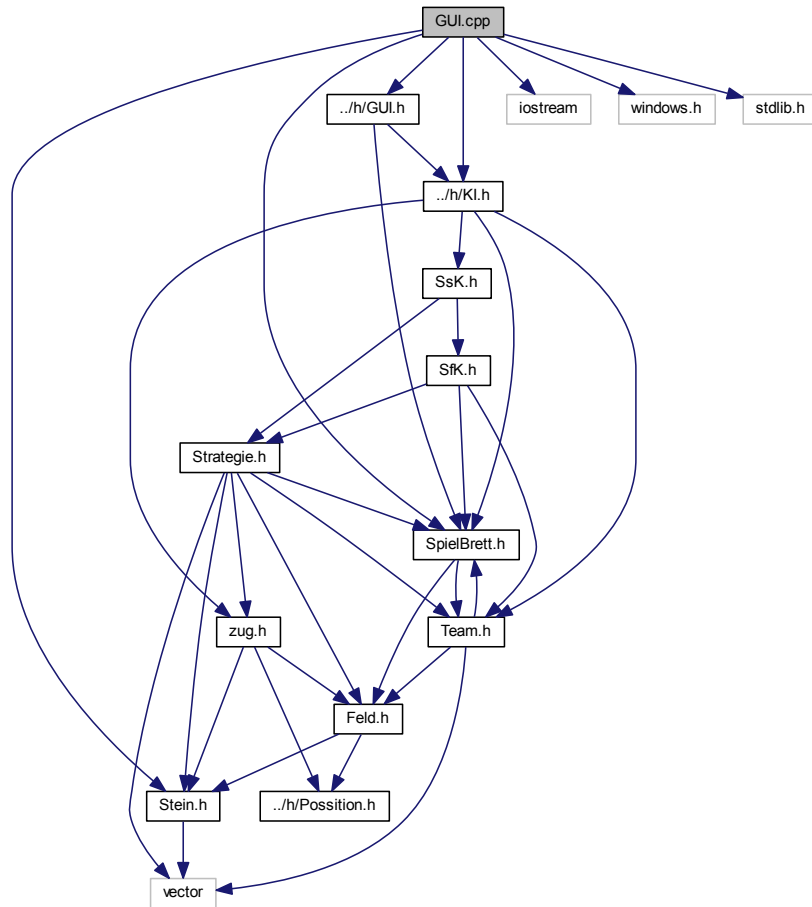 GUI.cpp
../h/GUI.h
iostream
windows.h
stdlib.h
../h/KI.h
SsK.h
SfK.h
Strategie.h
SpielBrett.h
zug.h
Team.h
Feld.h
Stein.h
../h/Possition.h
vector